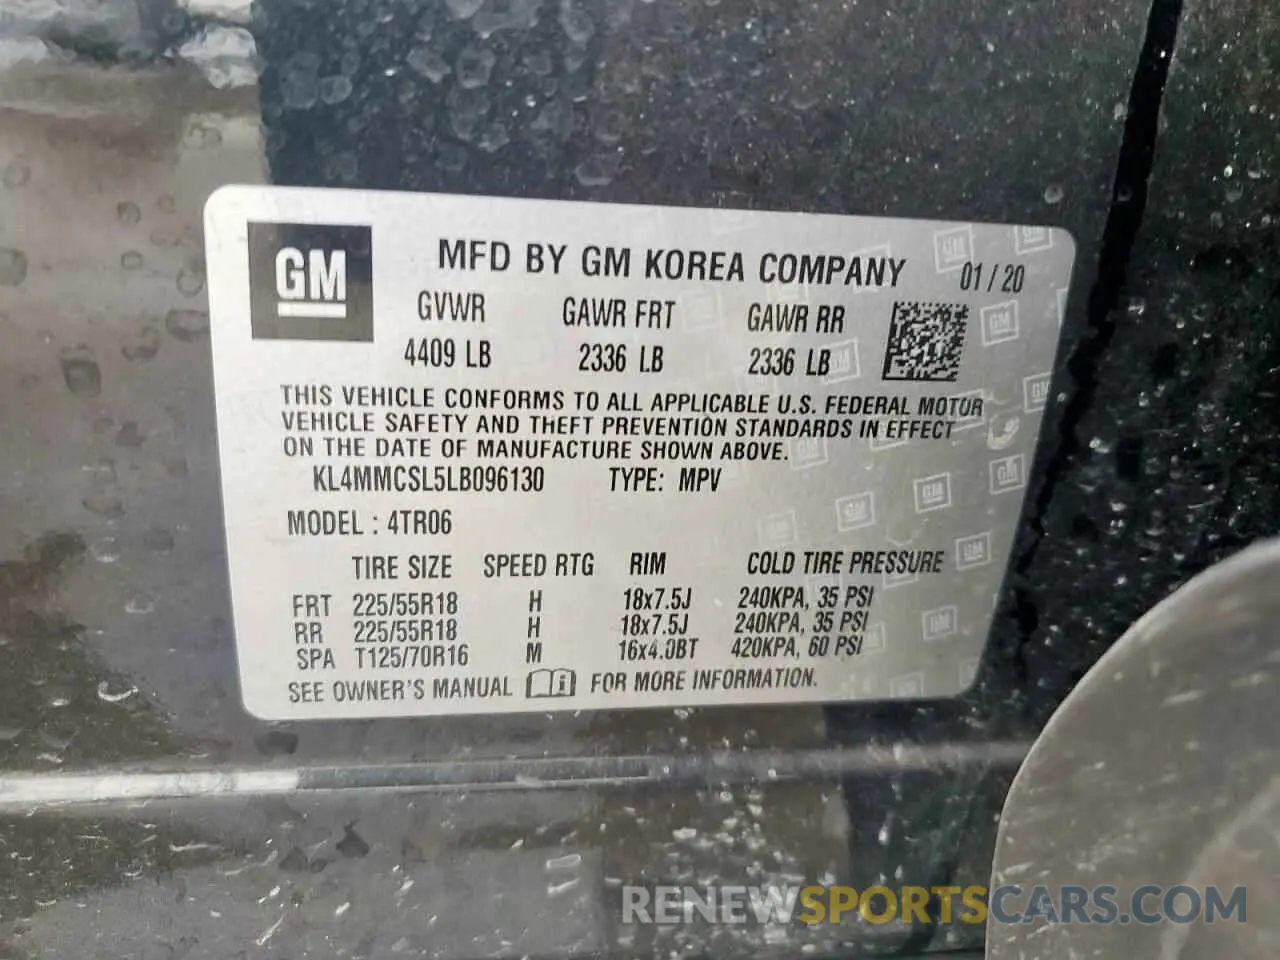 GM
MFD BY GM KOREA COMPANY 01/20
GVWR GAWR FRT GAWR RR
4409 LB 2336 LB 2336 LB
THIS VEHICLE CONFORMS TO ALL APPLICABLE U.S. FEDERAL MOTOR
VEHICLE SAFETY AND THEFT PREVENTION STANDARDS IN EFFECT
ON THE DATE OF MANUFACTURE SHOWN ABOVE.
KL4MMCSL5LB096130 TYPE: MPV
MODEL : 4TR06
TIRE SIZE SPEED RTG RIM COLD TIRE PRESSURE
FRT 225/55R18 H 18x7.5J 240KPA, 35 PSI
RR 225/55R18 H 18x7.5J 240KPA, 35 PSI
SPA T125/70R16 M 16x4.0BT 420KPA, 60 PSI
SEE OWNER'S MANUAL FOR MORE INFORMATION.
RENEWSPORTSCARS.COM